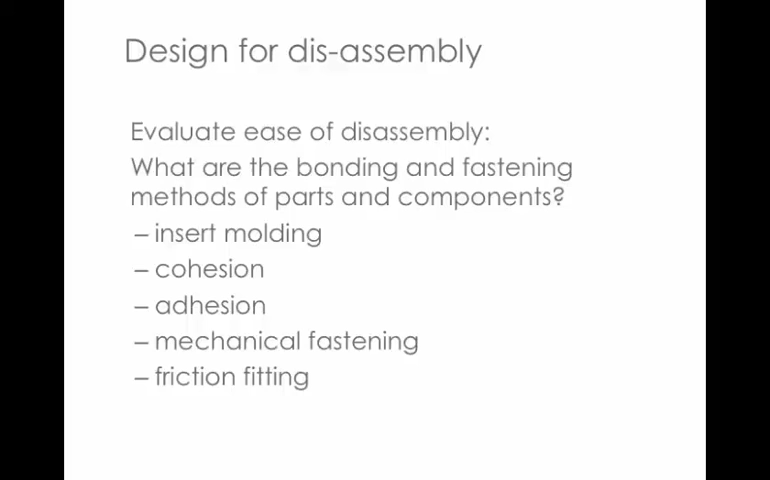 Design for dis-assembly
Evaluate ease of disassembly:
What are the bonding and fastening
methods of parts and components?
– insert molding
– cohesion
– adhesion
– mechanical fastening
– friction fitting